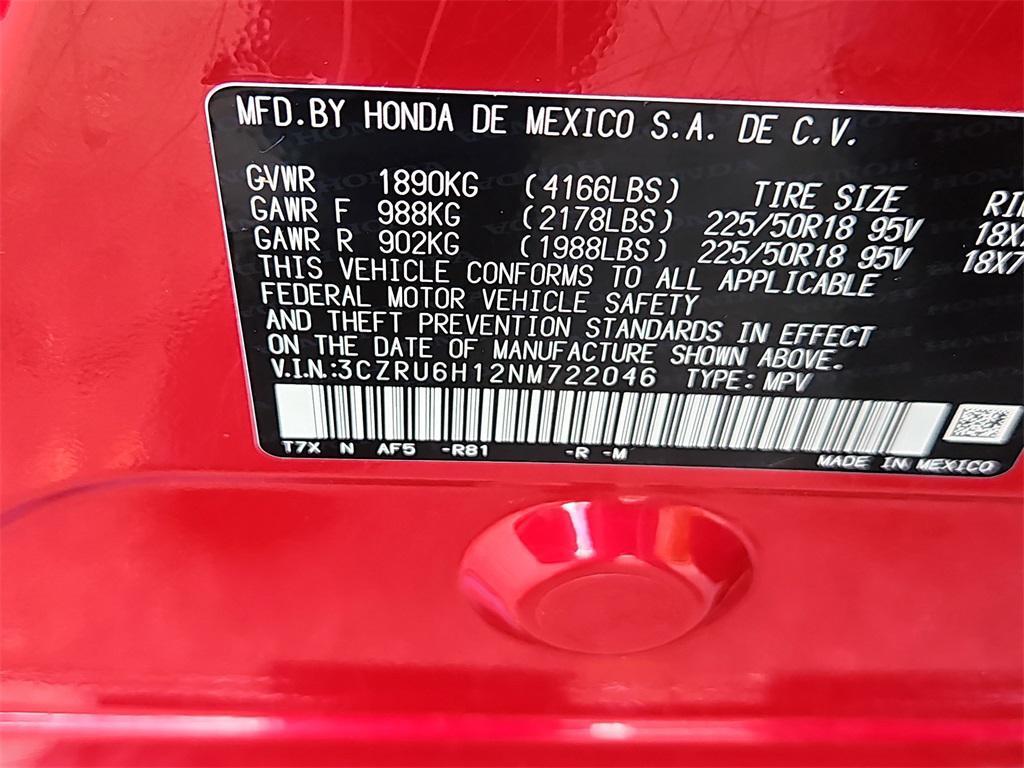 MFD.BY HONDA DE MEXICO S.A. DE C.V.
GVWR 1890KG (4166LBS) TIRE SIZE
GAWR F 988KG (2178LBS) 225/50R18 95V
GAWR R 902KG (1988LBS) 225/50R18 95V 18X7
THIS VEHICLE CONFORMS TO ALL APPLICABLE
FEDERAL MOTOR VEHICLE SAFETY
AND THEFT PREVENTION STANDARDS IN EFFECT
ON THE DATE OF MANUFACTURE SHOWN ABOVE.
V.I.N.:3CZRU6H12NM722046 TYPE: MPV
T7X N AF5 -R81 -R -M
MADE IN MEXICO